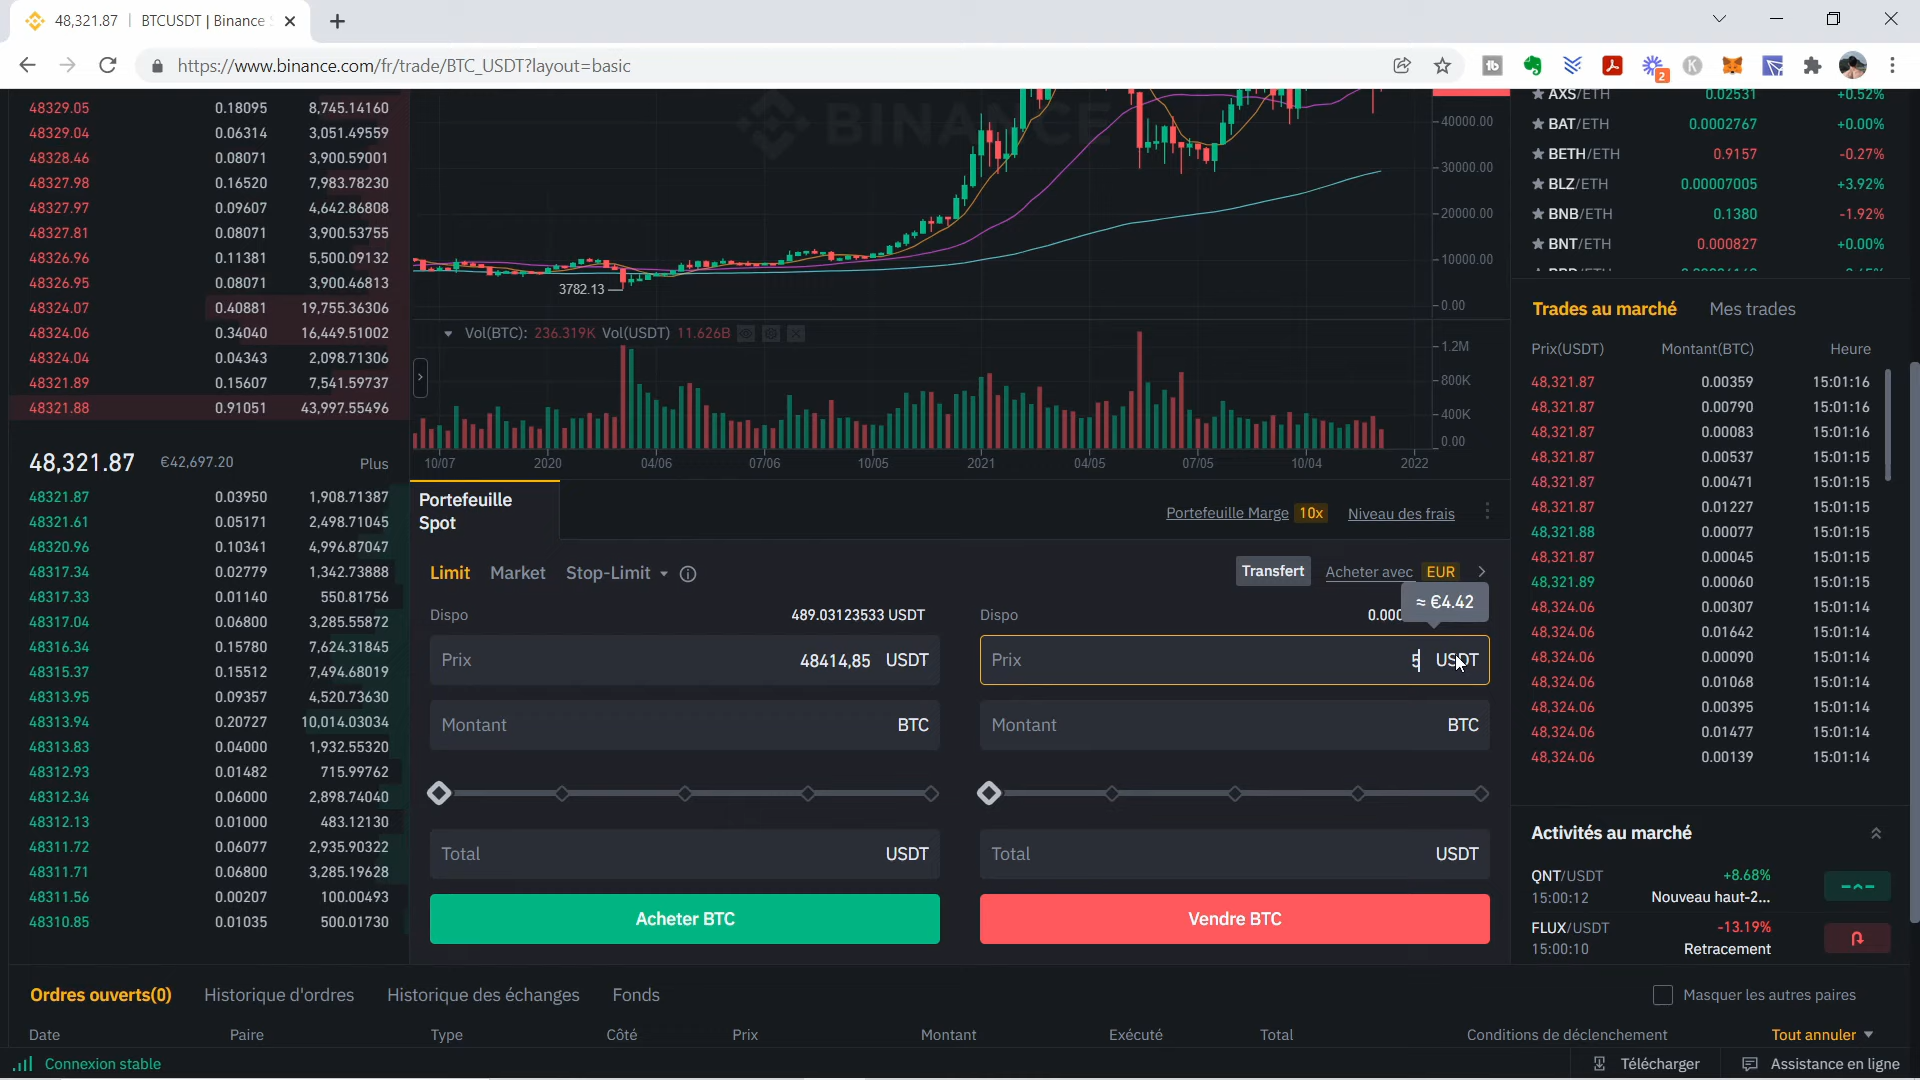 48,321.87 | BTCUSDT | Binance
https://www.binance.com/fr/trade/BTC_USDT?layout=basic
2
48329.05 0.18095 8,745.14160
48329.04 0.06314 3,051.49559
48328.46 0.08071 3,900.59001
48327.98 0.16520 7,983.78230
48327.97 0.09607 4,642.86808
48327.81 0.08071 3,900.53755
48326.96 0.11381 5,500.09132
48326.95 0.08071 3,900.46813
48324.07 0.40881 19,755.36306
48324.06 0.34040 16,449.51002
48324.04 0.04343 2,098.71306
48321.89 0.15607 7,541.59737
48321.88 0.91051 43,997.55496
48,321.87 €42,697.20 Plus
48321.87 0.03950 1,908.71387
48321.61 0.05171 2,498.71045
48320.96 0.10341 4,996.87047
48317.34 0.02779 1,342.73888
48317.33 0.01140 550.81756
48317.04 0.06800 3,285.55872
48316.34 0.15780 7,624.31845
48315.37 0.15512 7,494.68019
48313.95 0.09357 4,520.73630
48313.94 0.20727 10,014.03034
48313.83 0.04000 1,932.55320
48312.93 0.01482 715.99762
48312.34 0.06000 2,898.74040
48312.13 0.01000 483.12130
48311.72 0.06077 2,935.90322
48311.71 0.06800 3,285.19628
48311.56 0.00207 100.00493
48310.85 0.01035 500.01730
BINANCE
40000.00
30000.00
20000.00
10000.00
0.00
3782.13
Vol(BTC): 236.319K Vol(USDT) 11.626B
1.2M
800K
400K
0.00
10/07 2020 04/06 07/06 10/05 2021 04/05 07/05 10/04 2022
Portefeuille
Spot
Portefeuille Marge 10x Niveau des frais
Limit Market Stop-Limit
Transfert Acheter avec EUR
≈ €4.42
Dispo 489.03123533 USDT
Dispo 0.000
Prix 48414,85 USDT
Prix 5 USDT
Montant BTC
Montant BTC
Total USDT
Total USDT
Acheter BTC
Vendre BTC
AXS/ETH 0.02531 +0.52%
BAT/ETH 0.0002767 +0.00%
BETH/ETH 0.9157 -0.27%
BLZ/ETH 0.00007005 +3.92%
BNB/ETH 0.1380 -1.92%
BNT/ETH 0.000827 +0.00%
Trades au marché Mes trades
Prix(USDT) Montant(BTC) Heure
48,321.87 0.00359 15:01:16
48,321.87 0.00790 15:01:16
48,321.87 0.00083 15:01:16
48,321.87 0.00537 15:01:15
48,321.87 0.00471 15:01:15
48,321.87 0.01227 15:01:15
48,321.88 0.00077 15:01:15
48,321.87 0.00045 15:01:15
48,321.89 0.00060 15:01:15
48,324.06 0.00307 15:01:14
48,324.06 0.01642 15:01:14
48,324.06 0.00090 15:01:14
48,324.06 0.01068 15:01:14
48,324.06 0.00395 15:01:14
48,324.06 0.01477 15:01:14
48,324.06 0.00139 15:01:14
Activités au marché
QNT/USDT +8.68%
15:00:12 Nouveau haut-2...
FLUX/USDT -13.19%
15:00:10 Retracement
Ordres ouverts(0) Historique d'ordres Historique des échanges Fonds
Masquer les autres paires
Date Paire Type Côté Prix Montant Exécuté Total Conditions de déclenchement Tout annuler
Connexion stable
Télécharger Assistance en ligne